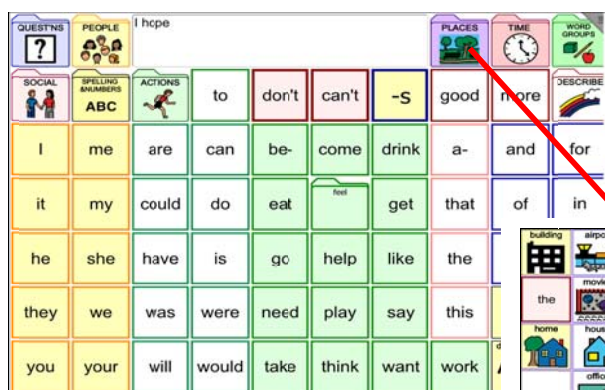 QUEST'NS PEOPLE I hope PLACES TIME WORD GROUPS
SOCIAL SPELLING &NUMBERS ABC ACTIONS to don't can't -s good more DESCRIBE
I me are can be- come drink a- and for
it my could do eat feel get that of in
building
he she have is go help like the
the
they we was were need play say this
home
you your will would take think want work